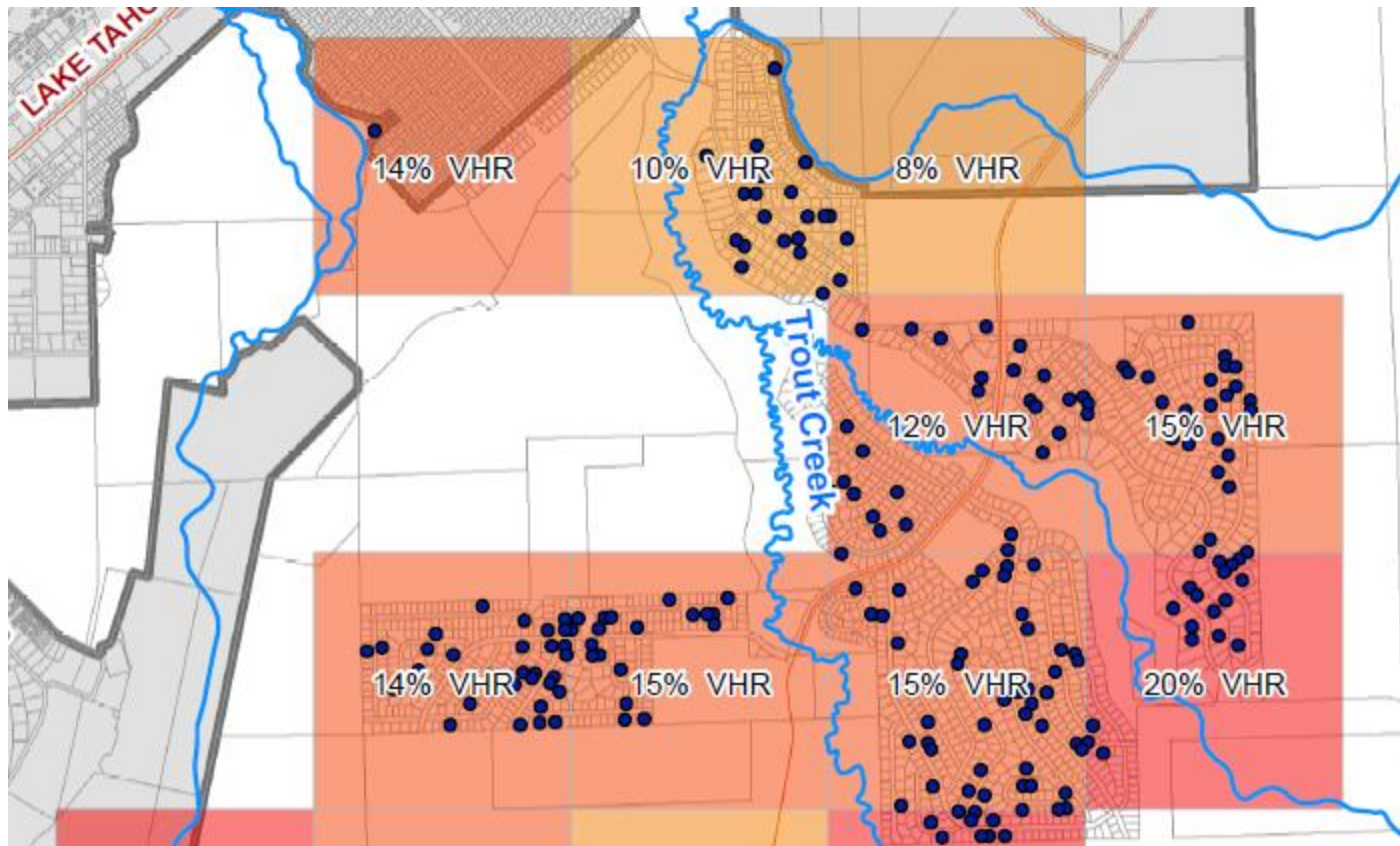 LAKE TAHO
14% VHR
10% VHR
8% VHR
Trout Creek
12% VHR
15% VHR
14% VHR
15% VHR
15% VHR
20% VHR